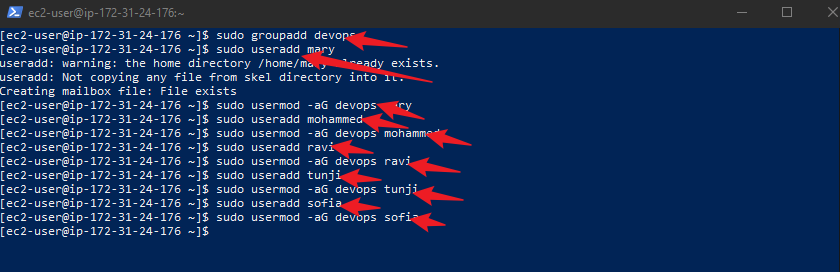 ec2-user@ip-172-31-24-176:~
[ec2-user@ip-172-31-24-176 ~]$ sudo groupadd devops
[ec2-user@ip-172-31-24-176 ~]$ sudo useradd mary
useradd: warning: the home directory /home/mary already exists.
useradd: Not copying any file from skel directory into it.
Creating mailbox file: File exists
[ec2-user@ip-172-31-24-176 ~]$ sudo usermod -aG devops mary
[ec2-user@ip-172-31-24-176 ~]$ sudo useradd mohammed
[ec2-user@ip-172-31-24-176 ~]$ sudo usermod -aG devops mohammed
[ec2-user@ip-172-31-24-176 ~]$ sudo useradd ravi
[ec2-user@ip-172-31-24-176 ~]$ sudo usermod -aG devops ravi
[ec2-user@ip-172-31-24-176 ~]$ sudo useradd tunji
[ec2-user@ip-172-31-24-176 ~]$ sudo usermod -aG devops tunji
[ec2-user@ip-172-31-24-176 ~]$ sudo useradd sofia
[ec2-user@ip-172-31-24-176 ~]$ sudo usermod -aG devops sofia
[ec2-user@ip-172-31-24-176 ~]$